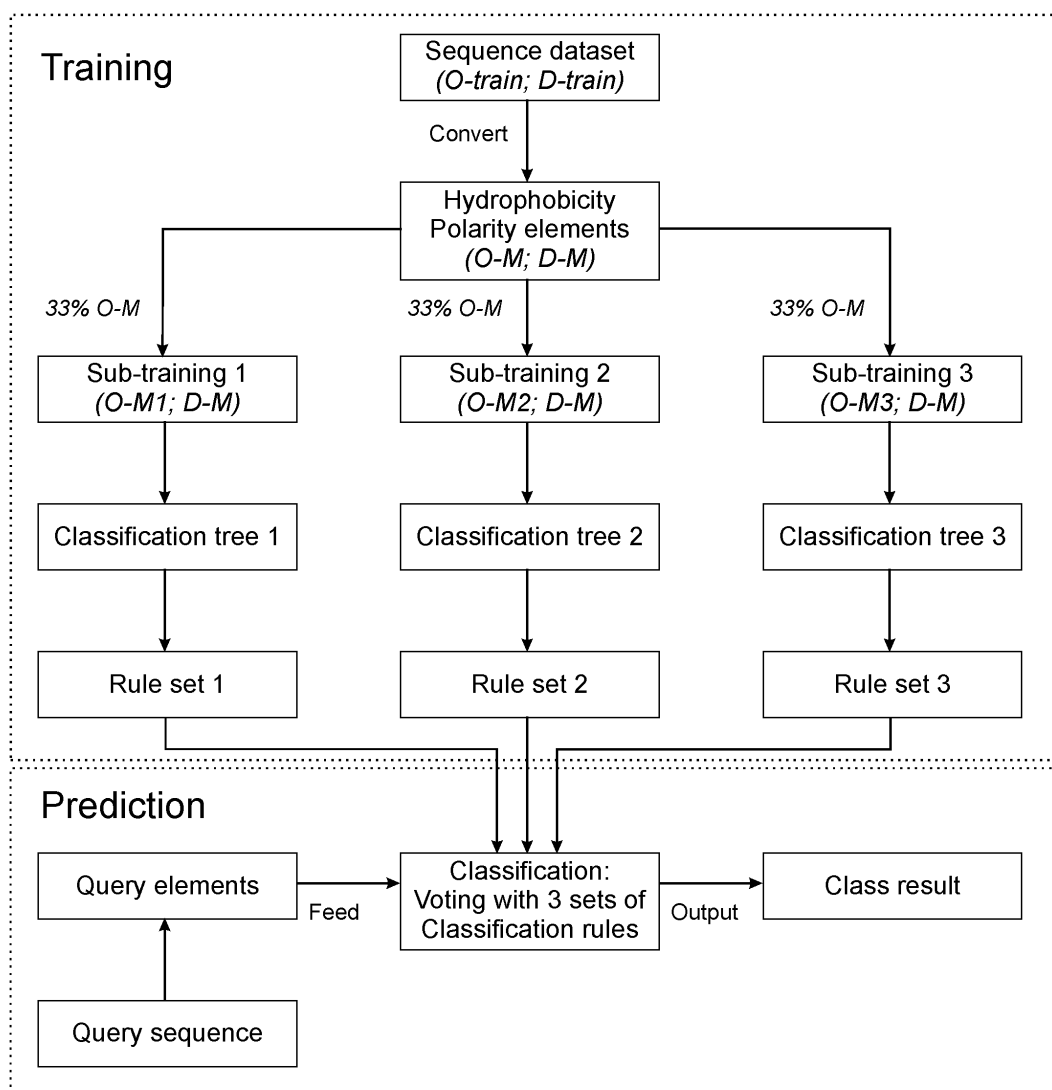 Training
Sequence dataset
(O-train; D-train)
Convert
Hydrophobicity
Polarity elements
(O-M; D-M)
33% O-M
33% O-M
33% O-M
Sub-training 1
(O-M1; D-M)
Sub-training 2
(O-M2; D-M)
Sub-training 3
(O-M3; D-M)
Classification tree 1
Classification tree 2
Classification tree 3
Rule set 1
Rule set 2
Rule set 3
Prediction
Query elements
Feed
Classification:
Voting with 3 sets of
Classification rules
Output
Class result
Query sequence